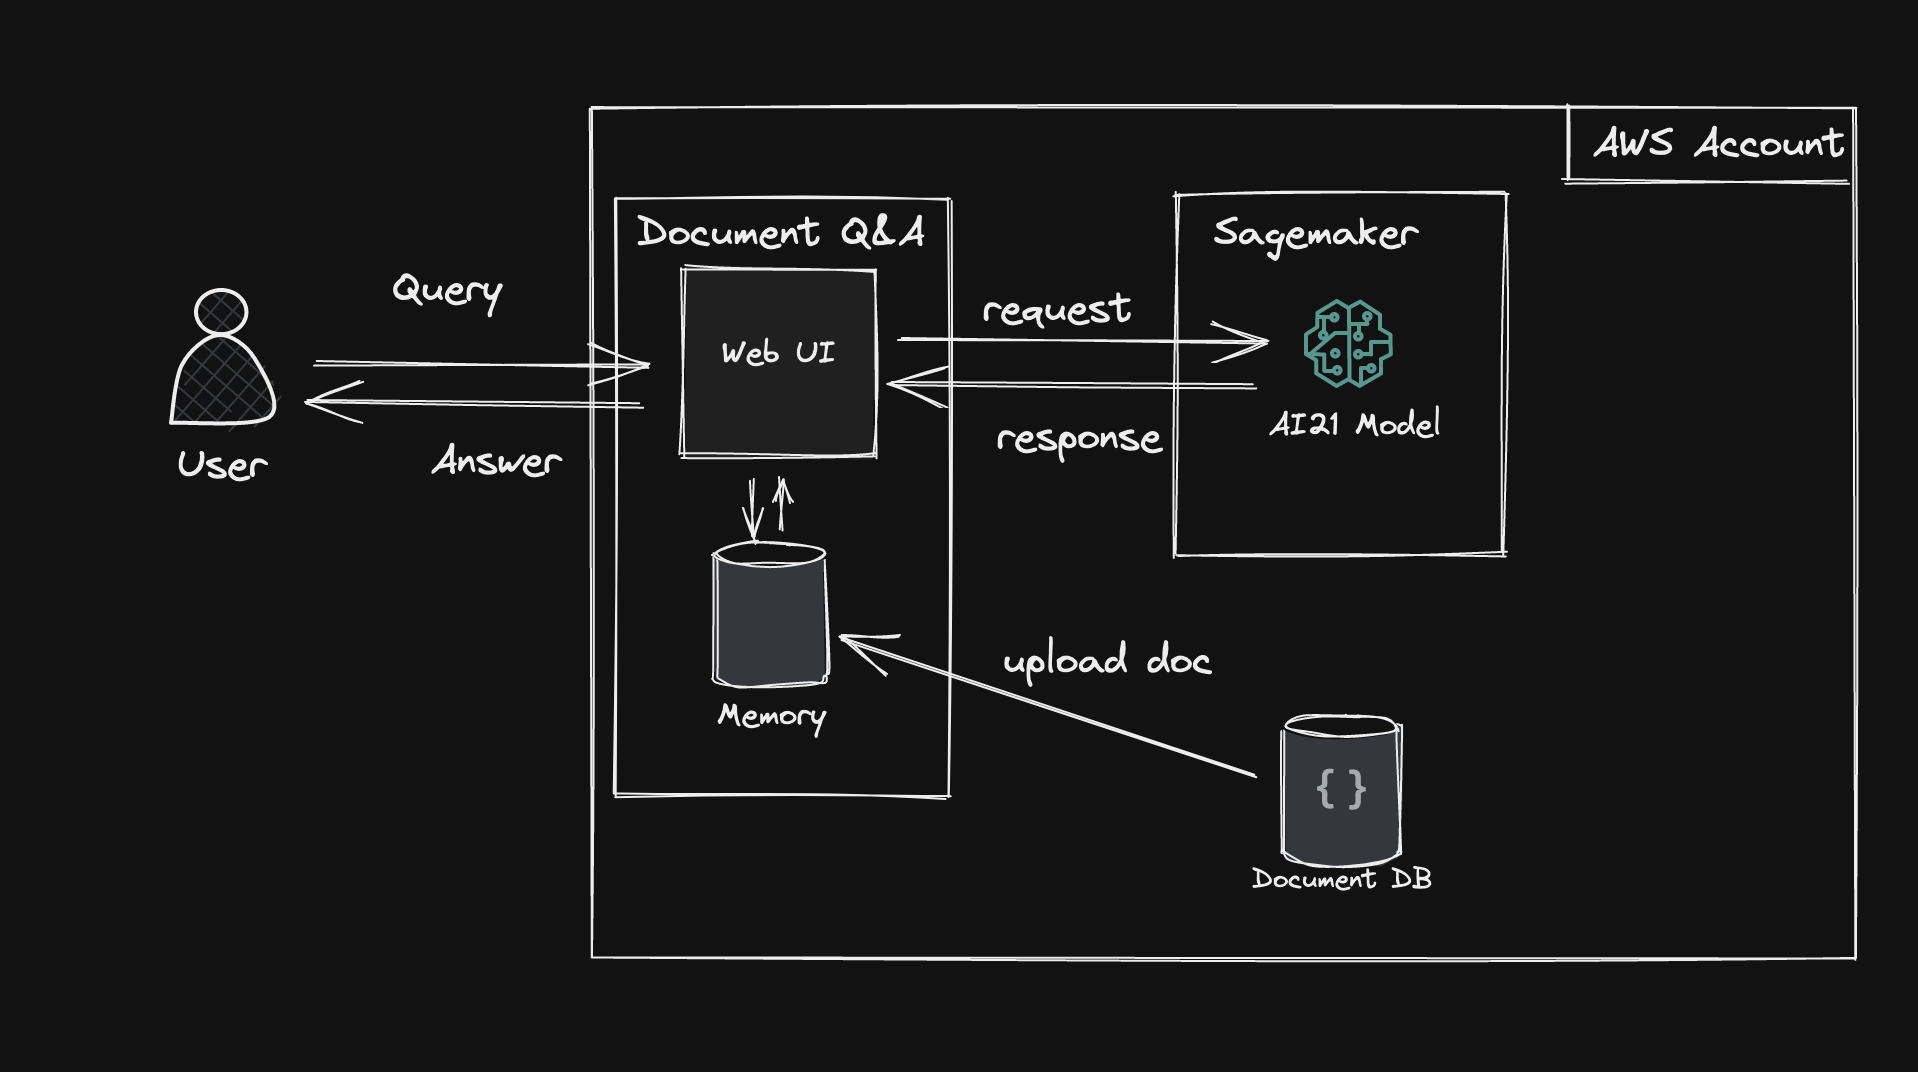 AWS Account
Document Q&A
Sagemaker
Query
request
Web UI
AI21 Model
response
User
Answer
upload doc
Memory
{ }
Document DB